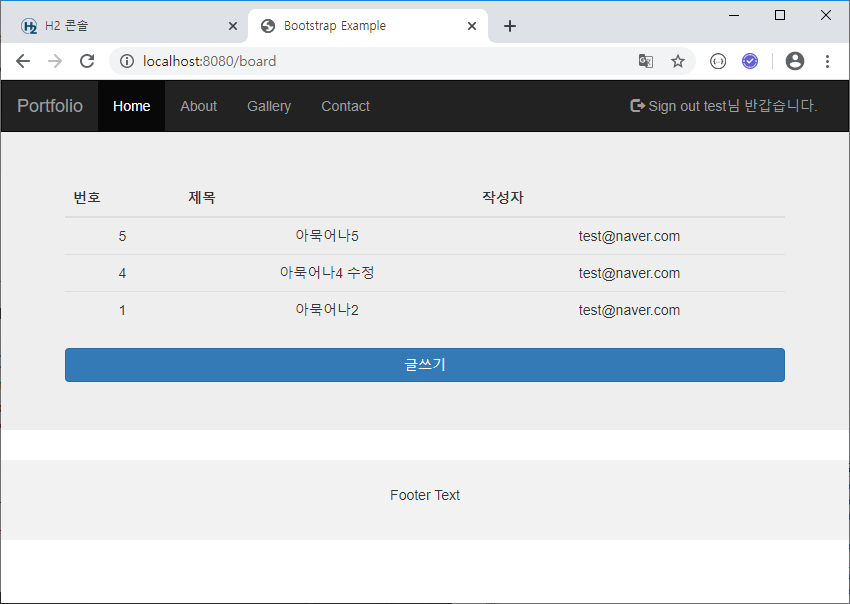 H2 콘솔
Bootstrap Example
localhost:8080/board
Portfolio Home About Gallery Contact Sign out test님 반갑습니다.
번호 제목 작성자
5 아묵어나5 test@naver.com
4 아묵어나4 수정 test@naver.com
1 아묵어나2 test@naver.com
글쓰기
Footer Text